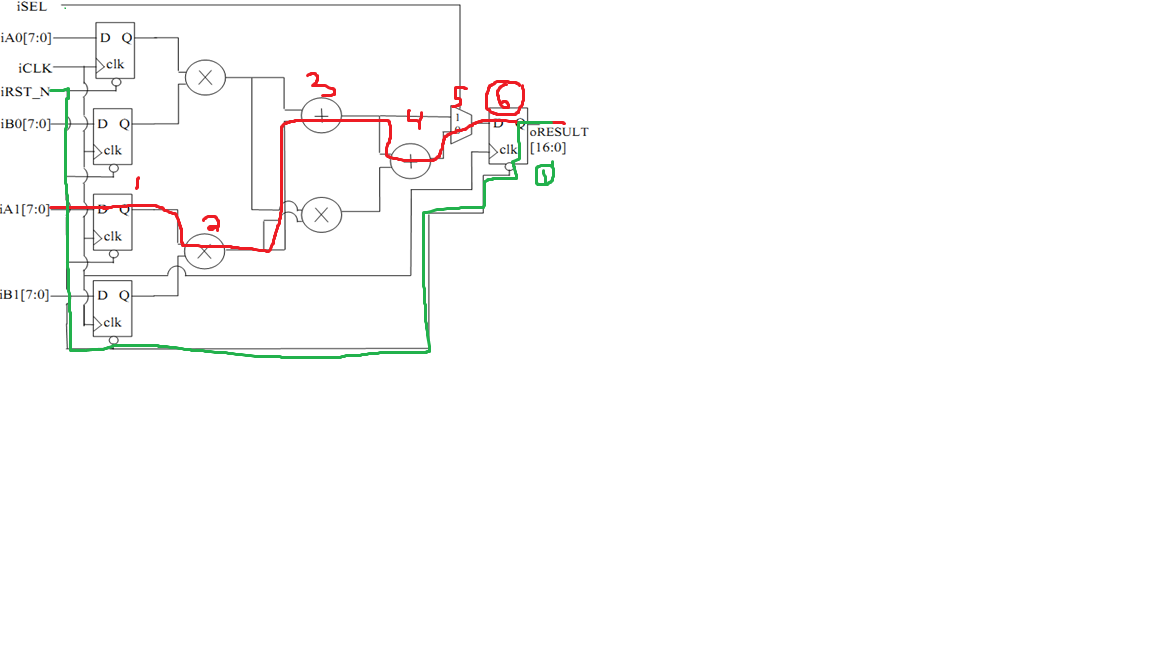 iSEL
iA0[7:0]
D Q
iCLK
clk
iRST_N
iB0[7:0]
D Q
clk
iA1[7:0]
D Q
clk
iB1[7:0]
D Q
clk
1
2
3
4
5
6
1
0
D Q
clk
oRESULT
[16:0]
1